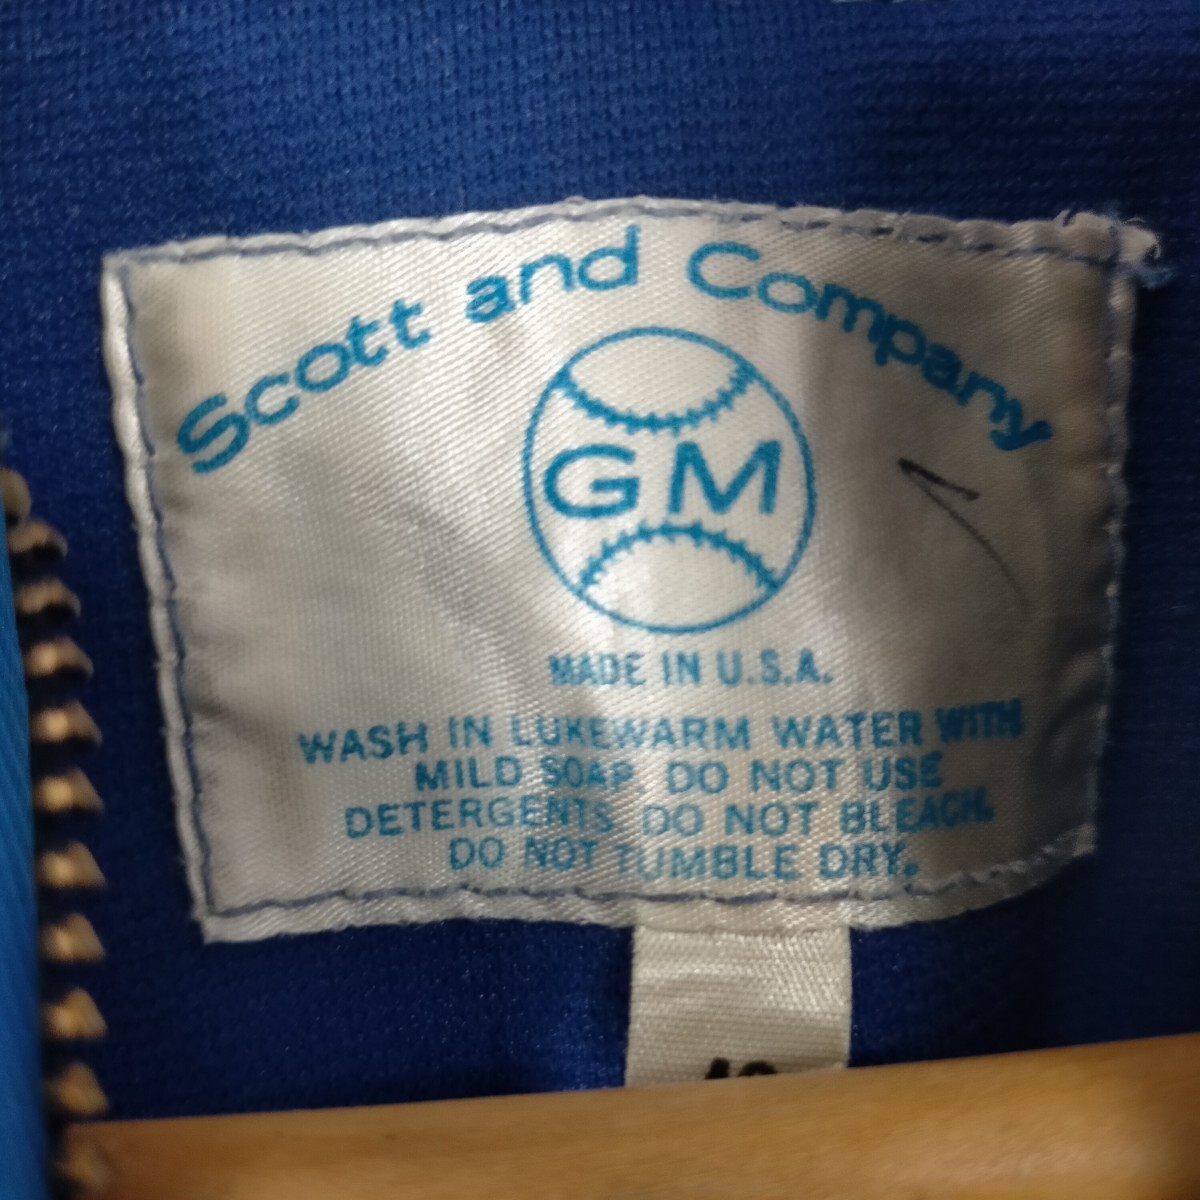 Scott and Company
GM
MADE IN U.S.A.
WASH IN LUKEWARM WATER WITH
MILD SOAP. DO NOT USE
DETERGENTS DO NOT BLEACH.
DO NOT TUMBLE DRY.